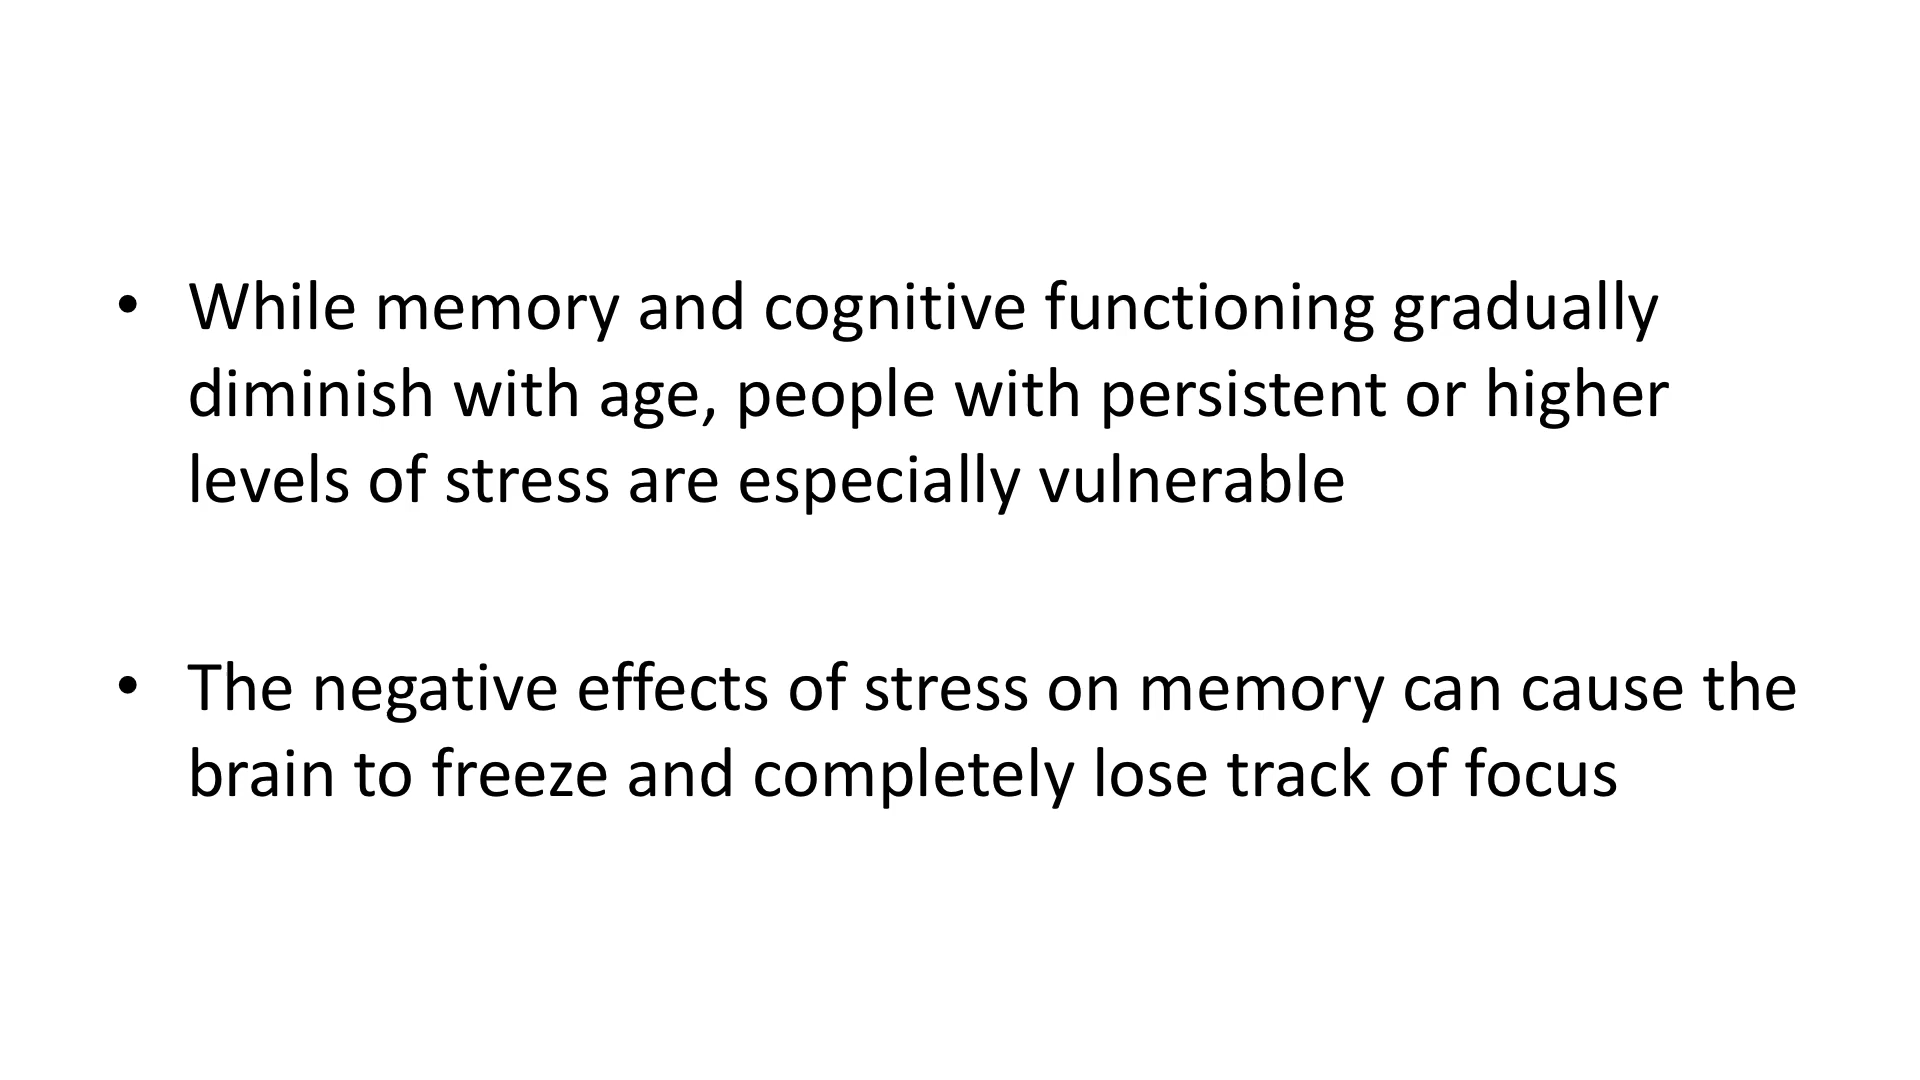 • While memory and cognitive functioning gradually
diminish with age, people with persistent or higher
levels of stress are especially vulnerable
• The negative effects of stress on memory can cause the
brain to freeze and completely lose track of focus